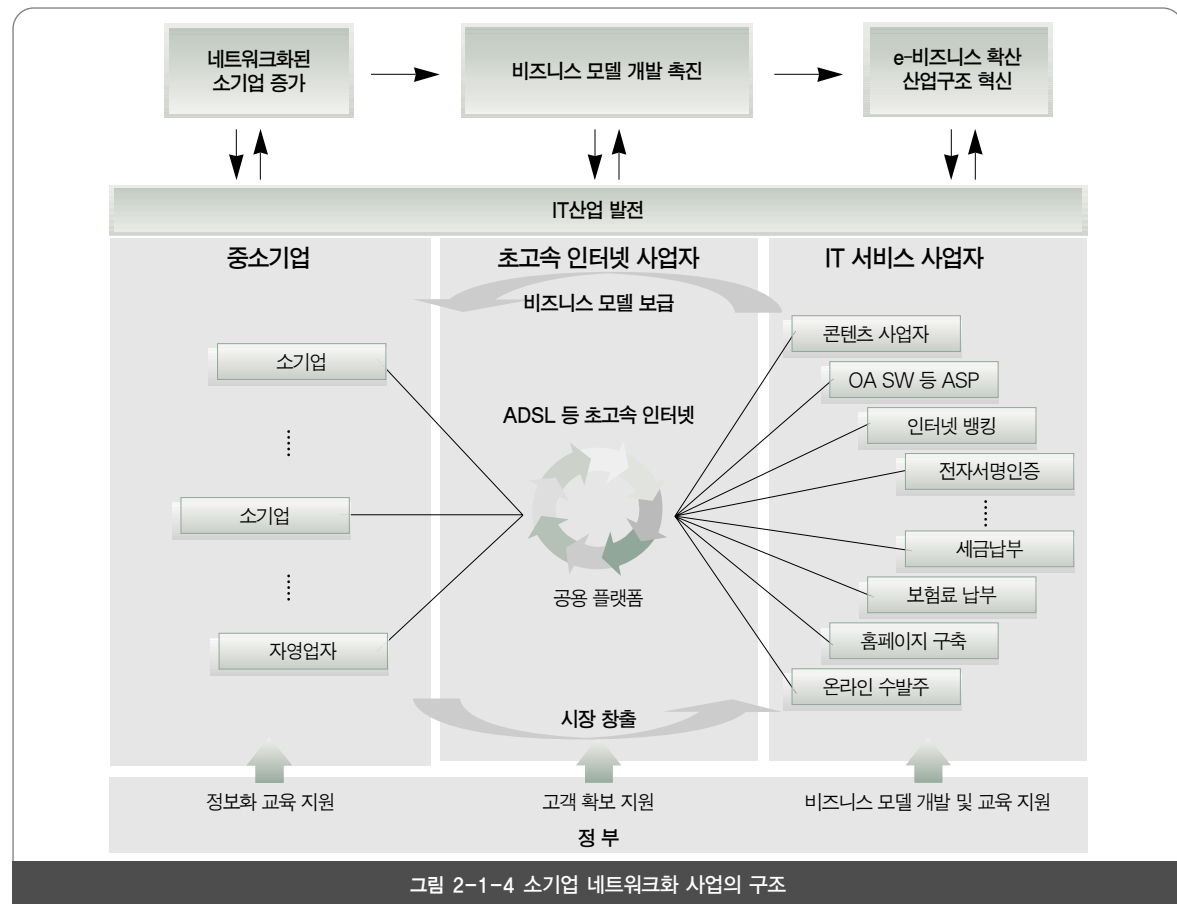 네트워크화된
소기업 증가
비즈니스 모델 개발 촉진
e-비즈니스 확산
산업구조 혁신
IT산업 발전
중소기업
초고속 인터넷 사업자
IT 서비스 사업자
비즈니스 모델 보급
콘텐츠 사업자
소기업
OA SW 등 ASP
ADSL 등 초고속 인터넷
인터넷 뱅킹
전자서명인증
소기업
세금납부
공용 플랫폼
보험료 납부
자영업자
홈페이지 구축
온라인 수발주
시장 창출
정보화 교육 지원
고객 확보 지원
비즈니스 모델 개발 및 교육 지원
정 부
그림 2-1-4 소기업 네트워크화 사업의 구조